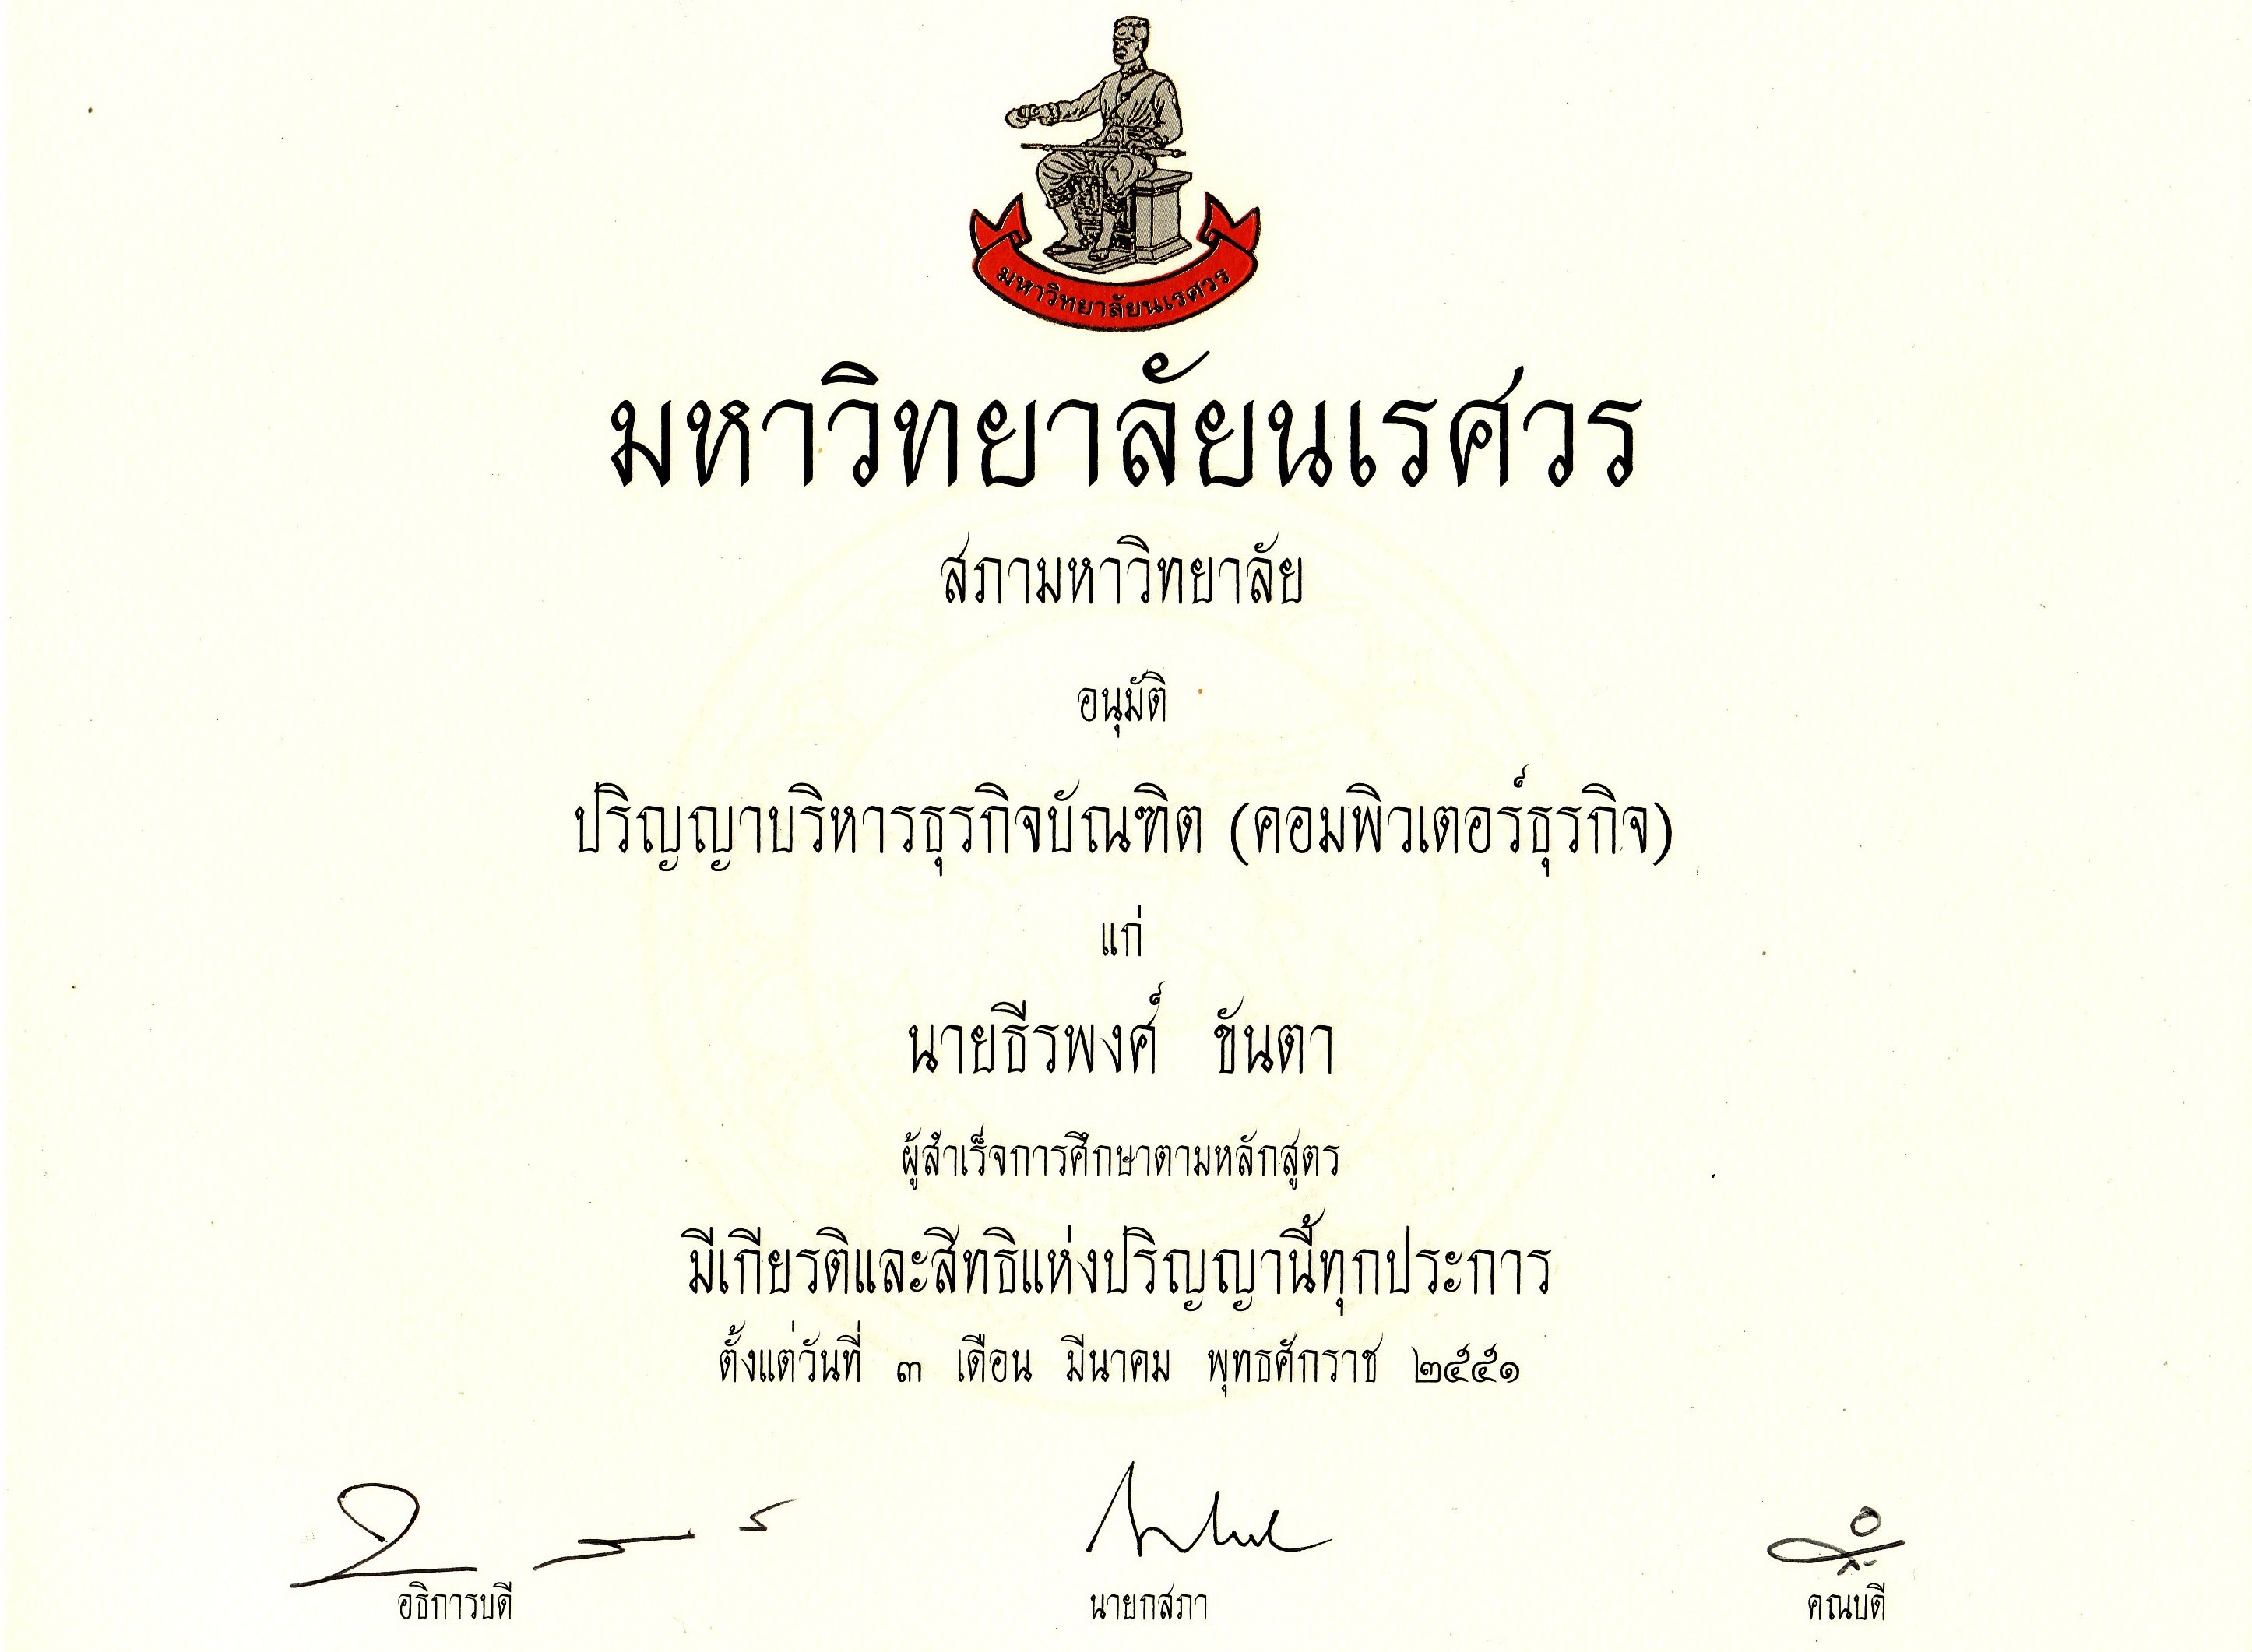 มหาวิทยาลัยนเรศวร
มหาวิทยาลัยนเรศวร
สภามหาวิทยาลัย
อนุมัติ
ปริญญาบริหารธุรกิจบัณฑิต (คอมพิวเตอร์ธุรกิจ)
แก่
นายธีรพงศ์ ขันตา
ผู้สำเร็จการศึกษาตามหลักสูตร
มีเกียรติและสิทธิแห่งปริญญานี้ทุกประการ
ตั้งแต่วันที่ ๓ เดือน มีนาคม พุทธศักราช ๒๕๕๑
อธิการบดี นายกสภา คณบดี